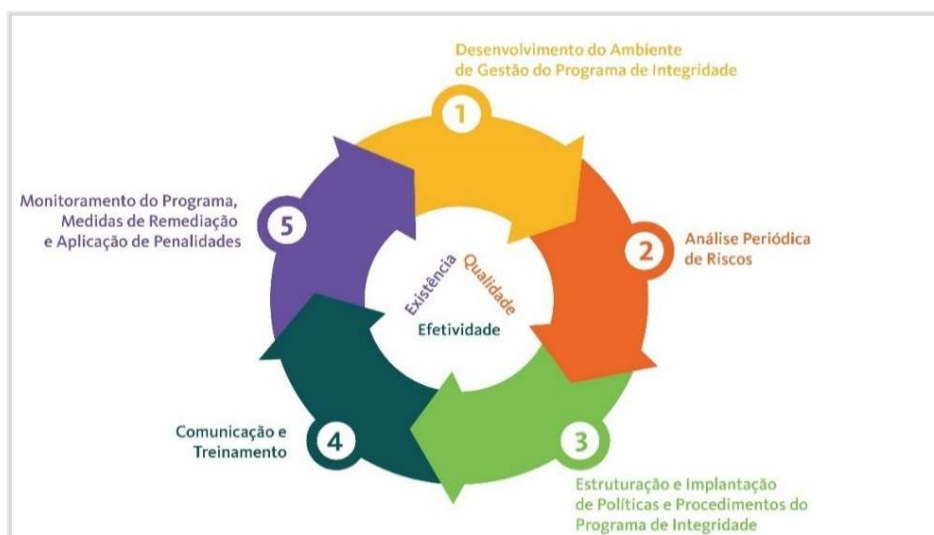 1
Desenvolvimento do Ambiente
de Gestão do Programa de Integridade
2
Análise Periódica
de Riscos
3
Estruturação e Implantação
de Políticas e Procedimentos do
Programa de Integridade
4
Comunicação e
Treinamento
5
Monitoramento do Programa,
Medidas de Remediação
e Aplicação de Penalidades
Existência
Qualidade
Efetividade